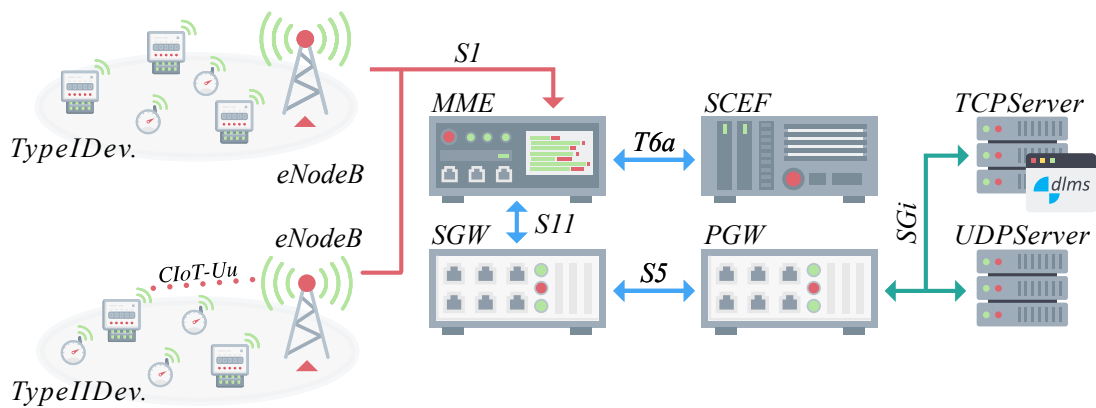 S1
MME
SCEF
TCPServer
TypeIDev.
T6a
dlms
eNodeB
SGi
eNodeB
SGW
S11
PGW
UDPServer
CIoT-Uu
S5
TypeIIDev.